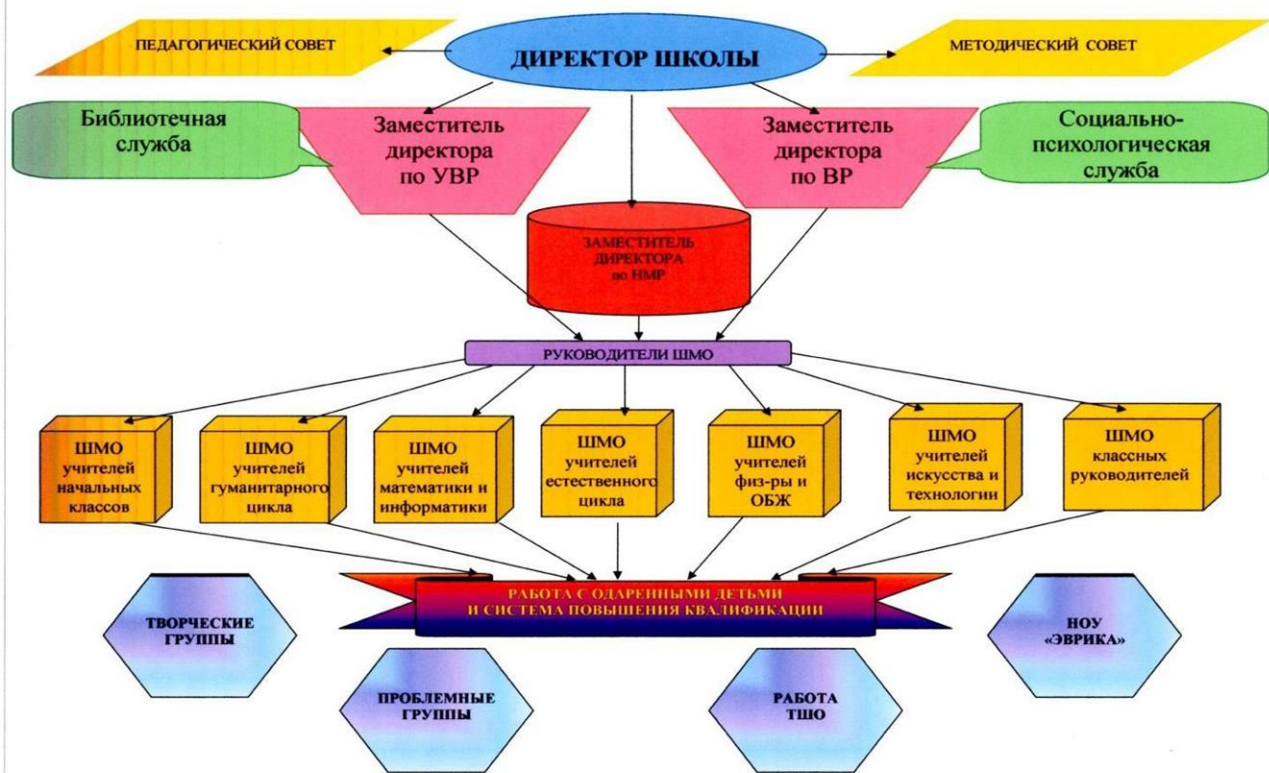 ПЕДАГОГИЧЕСКИЙ СОВЕТ
ДИРЕКТОР ШКОЛЫ
МЕТОДИЧЕСКИЙ СОВЕТ
Библиотечная
служба
Заместитель
директора
по УВР
Заместитель
директора
по ВР
Социально-
психологическая
служба
ЗАМЕСТИТЕЛЬ
ДИРЕКТОРА
по НМР
РУКОВОДИТЕЛИ ШМО
ШМО
учителей
начальных
классов
ШМО
учителей
гуманитарного
цикла
ШМО
учителей
математики и
информатики
ШМО
учителей
естественного
цикла
ШМО
учителей
физ-ры и
ОБЖ
ШМО
учителей
искусства и
технологии
ШМО
классных
руководителей
РАБОТА С ОДАРЕННЫМИ ДЕТЬМИ
И СИСТЕМА ПОВЫШЕНИЯ КВАЛИФИКАЦИИ
ТВОРЧЕСКИЕ
ГРУППЫ
ПРОБЛЕМНЫЕ
ГРУППЫ
РАБОТА
ТШО
НОУ
«ЭВРИКА»